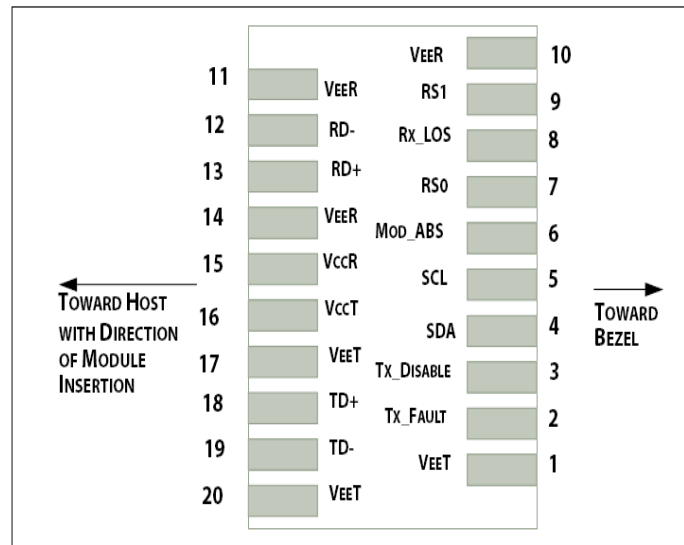 VEER 10
11 VEER
RS1 9
12 RD-
RX_LOS 8
13 RD+
RS0 7
14 VEER
MOD_ABS 6
15 VCCR
SCL 5
TOWARD HOST
WITH DIRECTION
OF MODULE
INSERTION
TOWARD
BEZEL
16 VCCT
SDA 4
17 VEET
TX_DISABLE 3
18 TD+
TX_FAULT 2
19 TD-
VEET 1
20 VEET